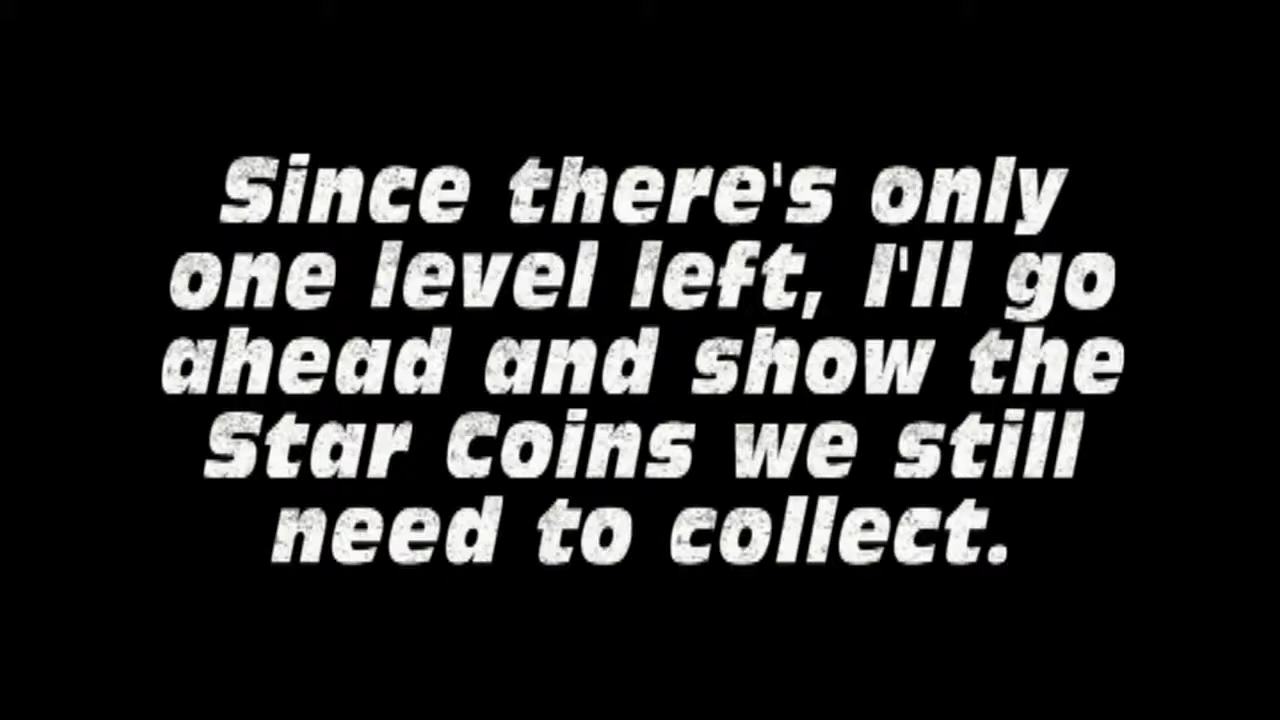 Since there's only
one level left, I'll go
ahead and show the
Star Coins we still
need to collect.